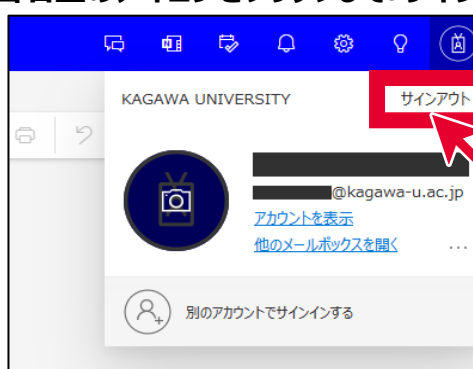 KAGAWA UNIVERSITY
サインアウト
@kagawa-u.ac.jp
アカウントを表示
他のメールボックスを開く
別のアカウントでサインインする